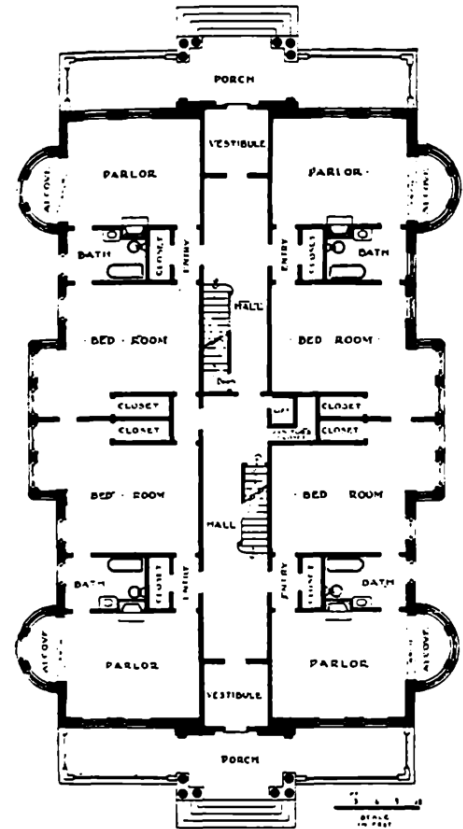 PORCH
VESTIBULE
PARLOR
PARLOR
ALCOVE
ALCOVE
BATH
CLOSET
ENTRY
ENTRY
CLOSET
BATH
HALL
BED ROOM
BED ROOM
CLOSET
LIFT
CLOSET
CLOSET
CLOSET
BED ROOM
BED ROOM
HALL
BATH
CLOSET
ENTRY
ENTRY
CLOSET
BATH
ALCOVE
ALCOVE
PARLOR
PARLOR
VESTIBULE
PORCH
SCALE
IN FEET